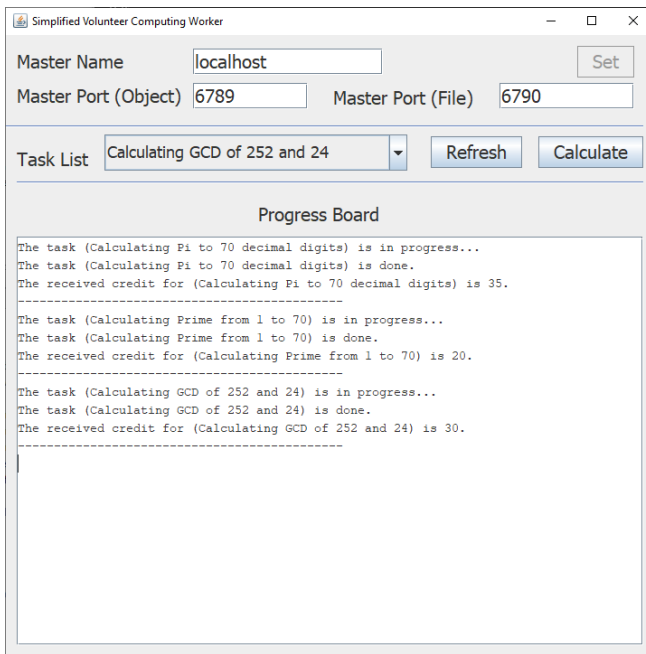 Simplified Volunteer Computing Worker
Master Name localhost Set
Master Port (Object) 6789 Master Port (File) 6790
Task List Calculating GCD of 252 and 24 Refresh Calculate
Progress Board
The task (Calculating Pi to 70 decimal digits) is in progress...
The task (Calculating Pi to 70 decimal digits) is done.
The received credit for (Calculating Pi to 70 decimal digits) is 35.
---------------------------------------------
The task (Calculating Prime from 1 to 70) is in progress...
The task (Calculating Prime from 1 to 70) is done.
The received credit for (Calculating Prime from 1 to 70) is 20.
---------------------------------------------
The task (Calculating GCD of 252 and 24) is in progress...
The task (Calculating GCD of 252 and 24) is done.
The received credit for (Calculating GCD of 252 and 24) is 30.
---------------------------------------------